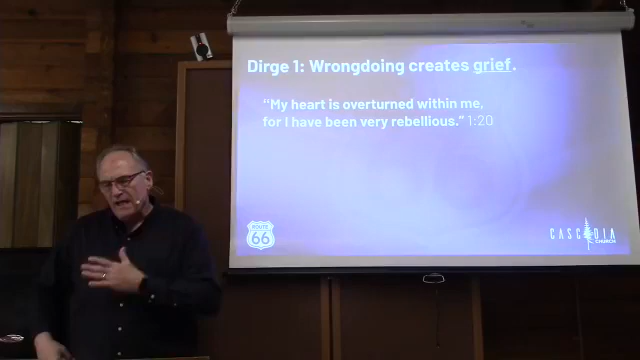 Dirge 1: Wrongdoing creates grief.
“My heart is overturned within me,
for I have been very rebellious.” 1:20
ROUTE
66
CASCADIA
CHURCH